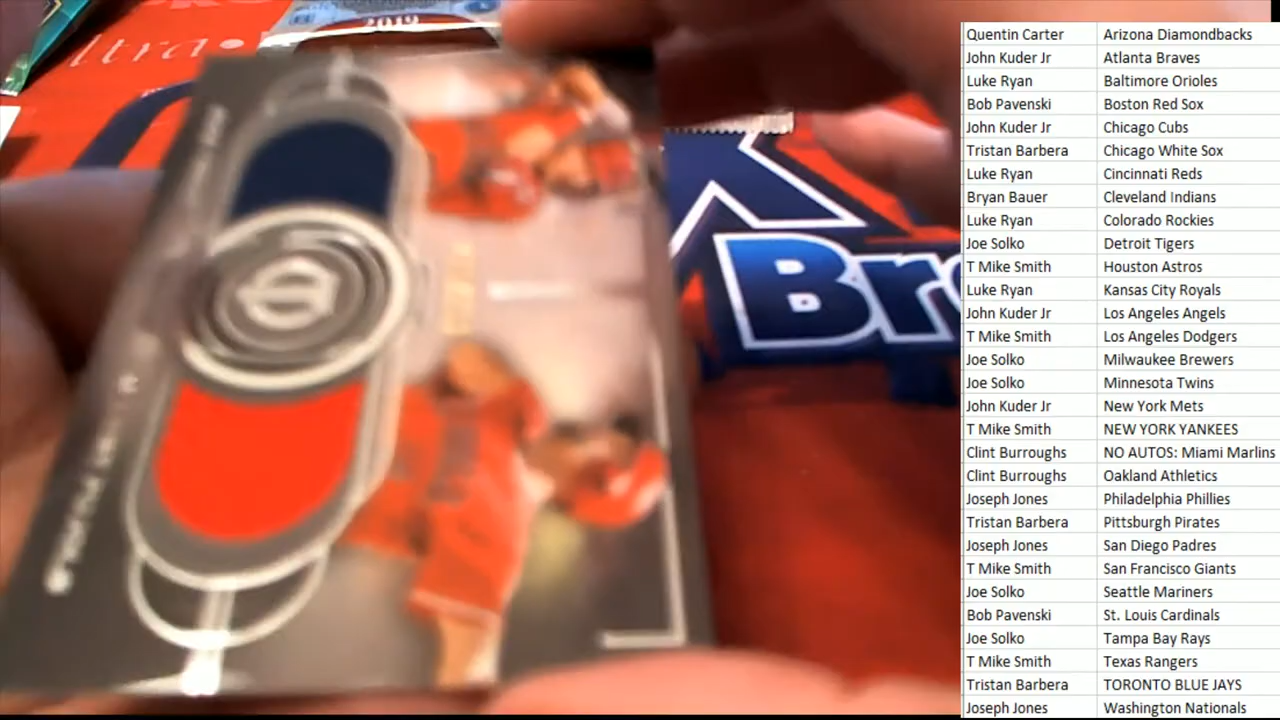 2019
ltra
Bro
Quentin Carter Arizona Diamondbacks
John Kuder Jr Atlanta Braves
Luke Ryan Baltimore Orioles
Bob Pavenski Boston Red Sox
John Kuder Jr Chicago Cubs
Tristan Barbera Chicago White Sox
Luke Ryan Cincinnati Reds
Bryan Bauer Cleveland Indians
Luke Ryan Colorado Rockies
Joe Solko Detroit Tigers
T Mike Smith Houston Astros
Luke Ryan Kansas City Royals
John Kuder Jr Los Angeles Angels
T Mike Smith Los Angeles Dodgers
Joe Solko Milwaukee Brewers
Joe Solko Minnesota Twins
John Kuder Jr New York Mets
T Mike Smith NEW YORK YANKEES
Clint Burroughs NO AUTOS: Miami Marlins
Clint Burroughs Oakland Athletics
Joseph Jones Philadelphia Phillies
Tristan Barbera Pittsburgh Pirates
Joseph Jones San Diego Padres
T Mike Smith San Francisco Giants
Joe Solko Seattle Mariners
Bob Pavenski St. Louis Cardinals
Joe Solko Tampa Bay Rays
T Mike Smith Texas Rangers
Tristan Barbera TORONTO BLUE JAYS
Joseph Jones Washington Nationals